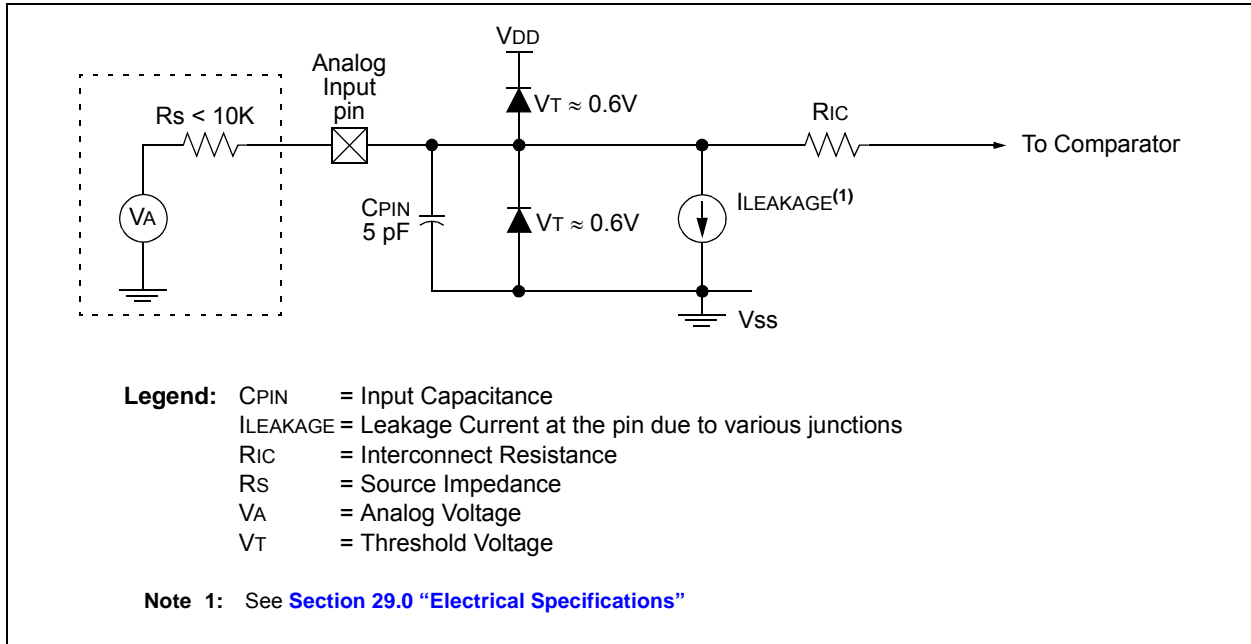 VDD
Analog
Input
pin
Rs < 10K
VT ≈ 0.6V
RIC
To Comparator
VA
CPIN
5 pF
VT ≈ 0.6V
ILEAKAGE(1)
Vss
Legend: CPIN = Input Capacitance
ILEAKAGE = Leakage Current at the pin due to various junctions
RIC = Interconnect Resistance
RS = Source Impedance
VA = Analog Voltage
VT = Threshold Voltage
Note 1: See Section 29.0 “Electrical Specifications”